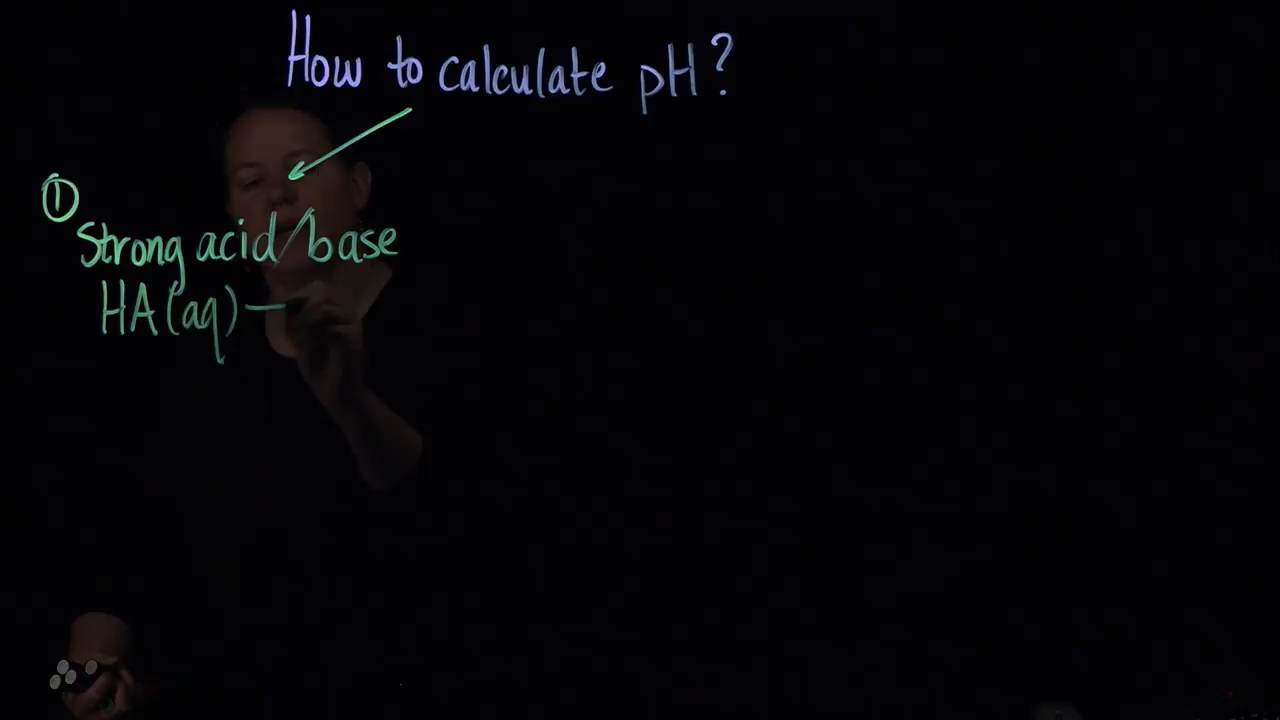 How to calculate pH?
①
Strong acid/base
HA(aq) —